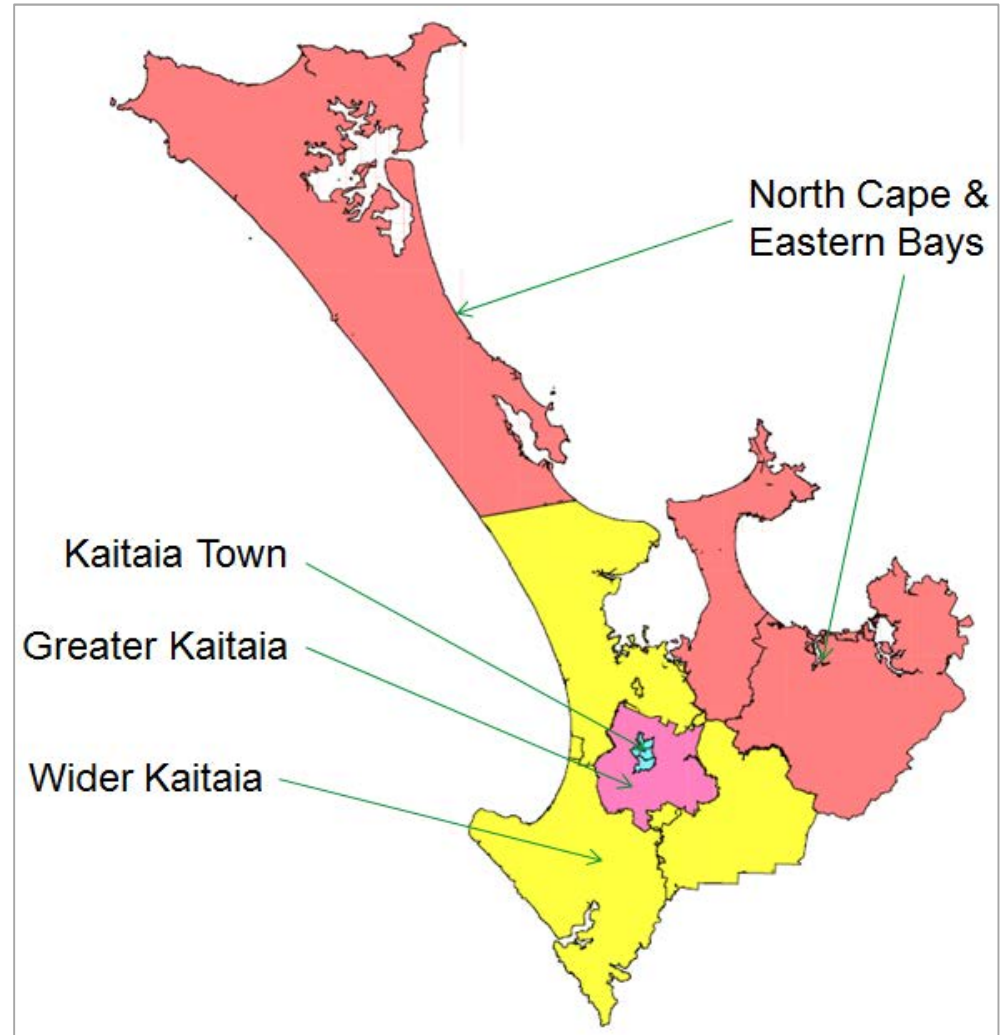 North Cape &
Eastern Bays
Kaitaia Town
Greater Kaitaia
Wider Kaitaia